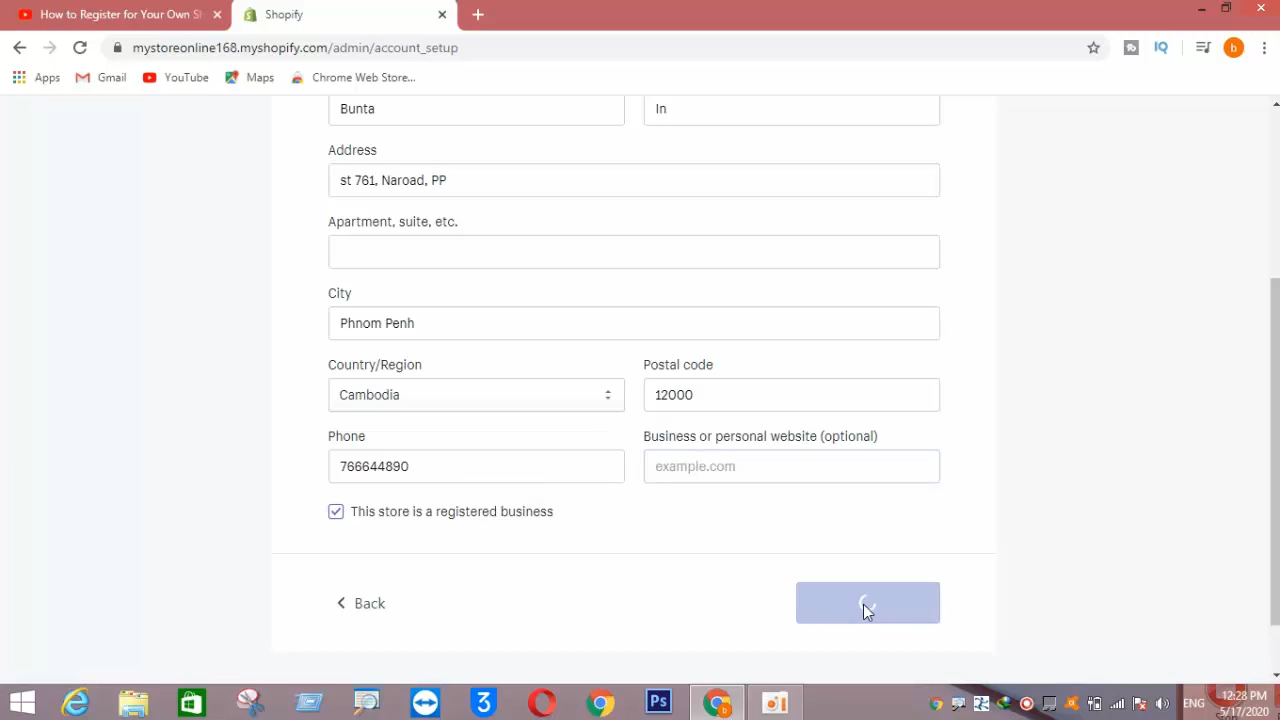 How to Register for Your Own S
Shopify
mystoreonline168.myshopify.com/admin/account_setup
IQ
b
Apps
Gmail
YouTube
Maps
Chrome Web Store...
Bunta
In
Address
st 761, Naroad, PP
Apartment, suite, etc.
City
Phnom Penh
Country/Region
Postal code
Cambodia
12000
Phone
Business or personal website (optional)
766644890
example.com
This store is a registered business
Back
3
Ps
b
ENG
12:28 PM
5/17/2020